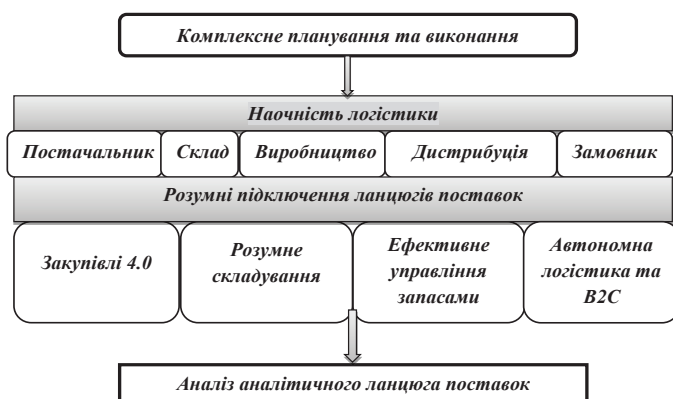 Комплексне планування та виконання
Наочність логістики
Постачальник
Склад
Виробництво
Дистрибуція
Замовник
Розумні підключення ланцюгів поставок
Закупівлі 4.0
Розумне
складування
Ефективне
управління
запасами
Автономна
логістика та
В2С
Аналіз аналітичного ланцюга поставок